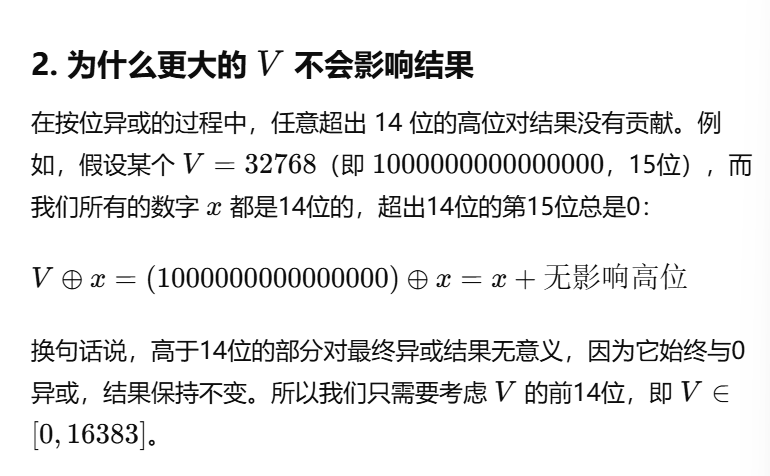 2. 为什么更大的 V 不会影响结果
在按位异或的过程中，任意超出 14 位的高位对结果没有贡献。例
如，假设某个 V = 32768（即 1000000000000000，15位），而
我们所有的数字 x 都是14位的，超出14位的第15位总是0：
V ⊕ x = (1000000000000000) ⊕ x = x + 无影响高位
换句话说，高于14位的部分对最终异或结果无意义，因为它始终与0
异或，结果保持不变。所以我们只需要考虑 V 的前14位，即 V ∈
[0, 16383]。